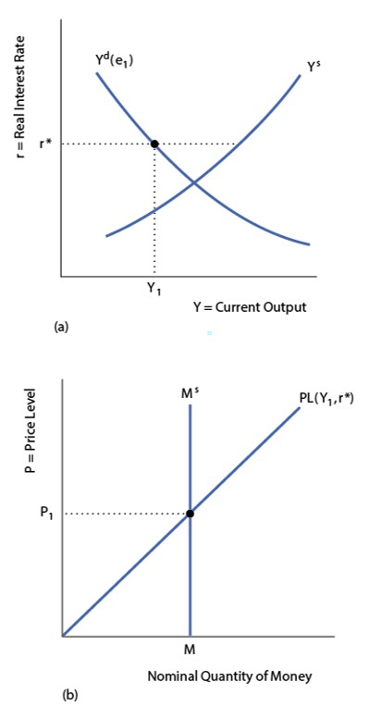 Yᵈ(e₁)
Yˢ
r = Real Interest Rate
r*
Y₁
Y = Current Output
(a)
Mˢ
PL(Y₁,r*)
P = Price Level
P₁
M
Nominal Quantity of Money
(b)